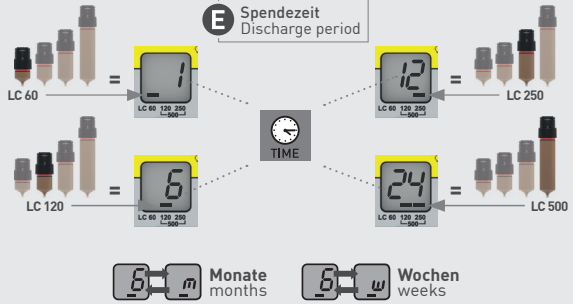 E Spendezeit
Discharge period
= 1
LC 60 120 250
500
LC 60
12 =
LC 60 120 250
500
LC 250
TIME
= 6
LC 60 120 250
500
LC 120
24 =
LC 60 120 250
500
LC 500
6 m Monate
months
6 w Wochen
weeks